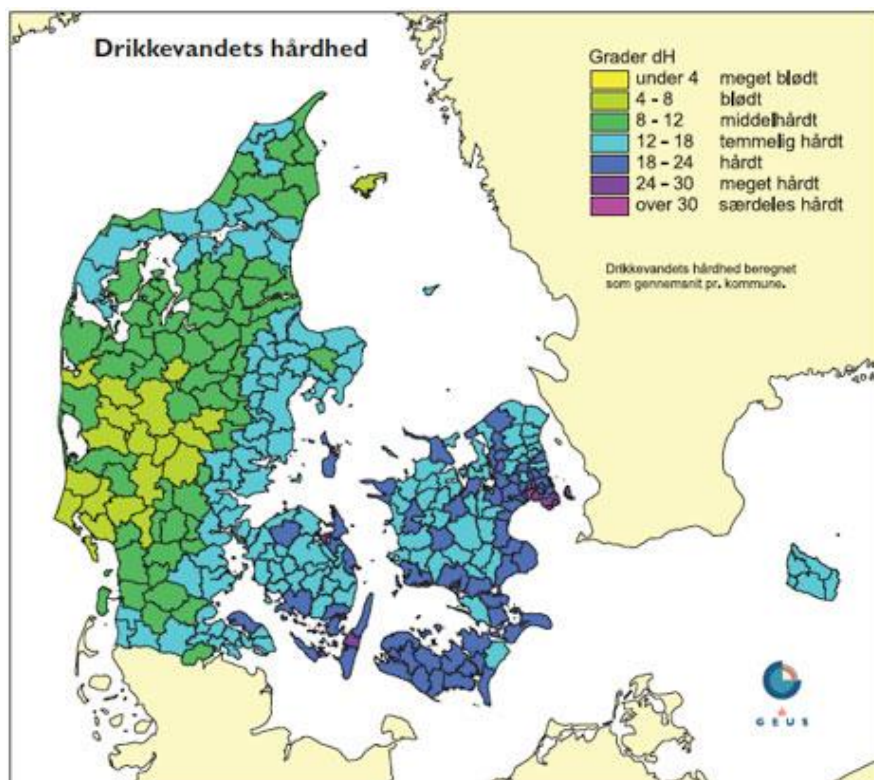 Drikkevandets hårdhed
Grader dH
under 4 meget blødt
4 - 8 blødt
8 - 12 middelhårdt
12 - 18 temmelig hårdt
18 - 24 hårdt
24 - 30 meget hårdt
over 30 særdeles hårdt
Drikkevandets hårdhed beregnet
som gennemsnit pr. kommune.
G E U S